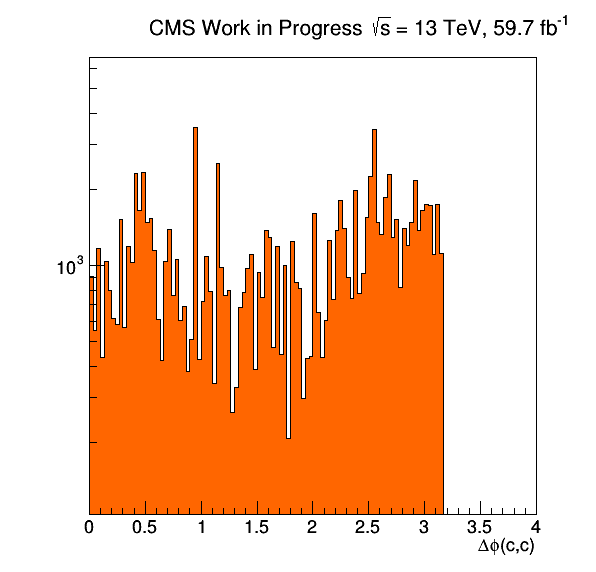 CMS Work in Progress √s = 13 TeV, 59.7 fb⁻¹
10³
0 0.5 1 1.5 2 2.5 3 3.5 4
Δϕ(c,c)